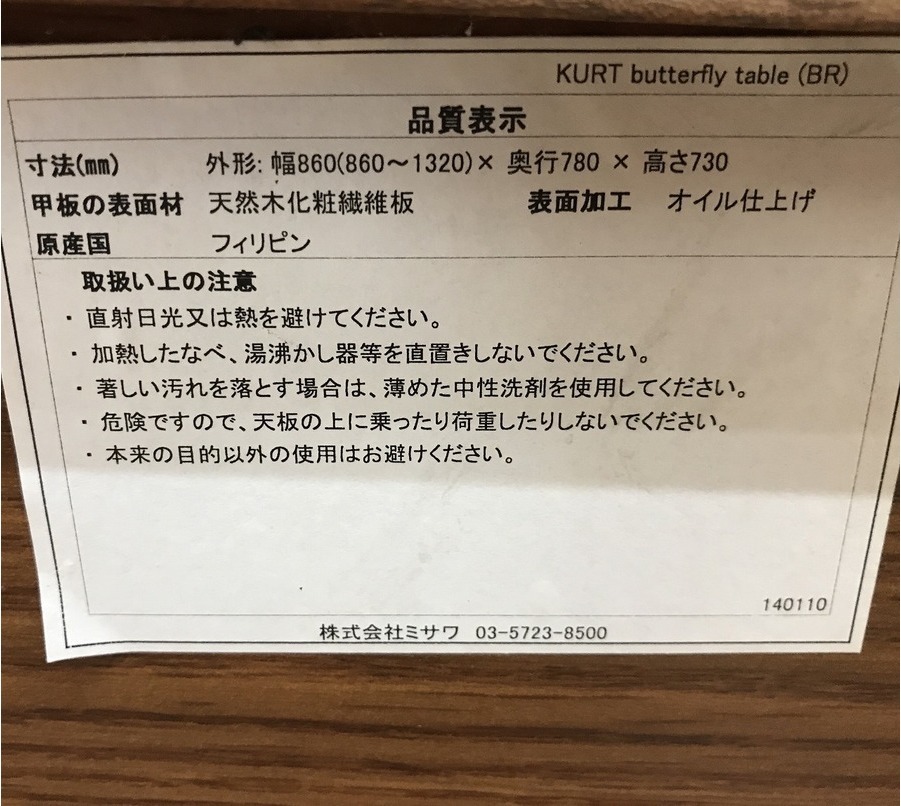 KURT butterfly table (BR)
品質表示
寸法(mm) 外形: 幅860(860～1320)× 奥行780 × 高さ730
甲板の表面材 天然木化粧繊維板 表面加工 オイル仕上げ
原産国 フィリピン
取扱い上の注意
・ 直射日光又は熱を避けてください。
・ 加熱したなべ、湯沸かし器等を直置きしないでください。
・ 著しい汚れを落とす場合は、薄めた中性洗剤を使用してください。
・ 危険ですので、天板の上に乗ったり荷重したりしないでください。
・ 本来の目的以外の使用はお避けください。
140110
株式会社ミサワ 03-5723-8500